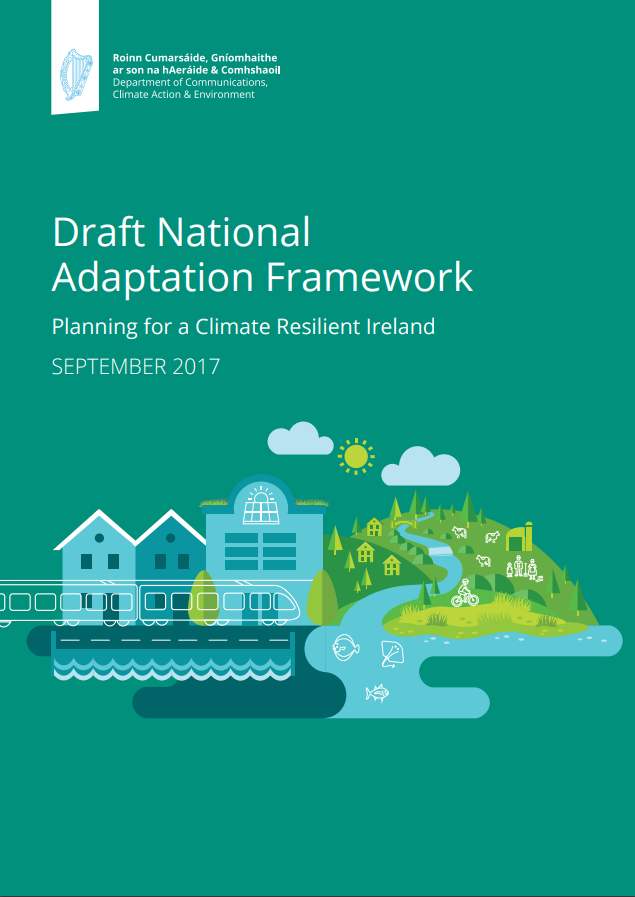 Roinn Cumarsáide, Gníomhaithe
ar son na hAeráide & Comhshaoil
Department of Communications,
Climate Action & Environment
Draft National
Adaptation Framework
Planning for a Climate Resilient Ireland
SEPTEMBER 2017